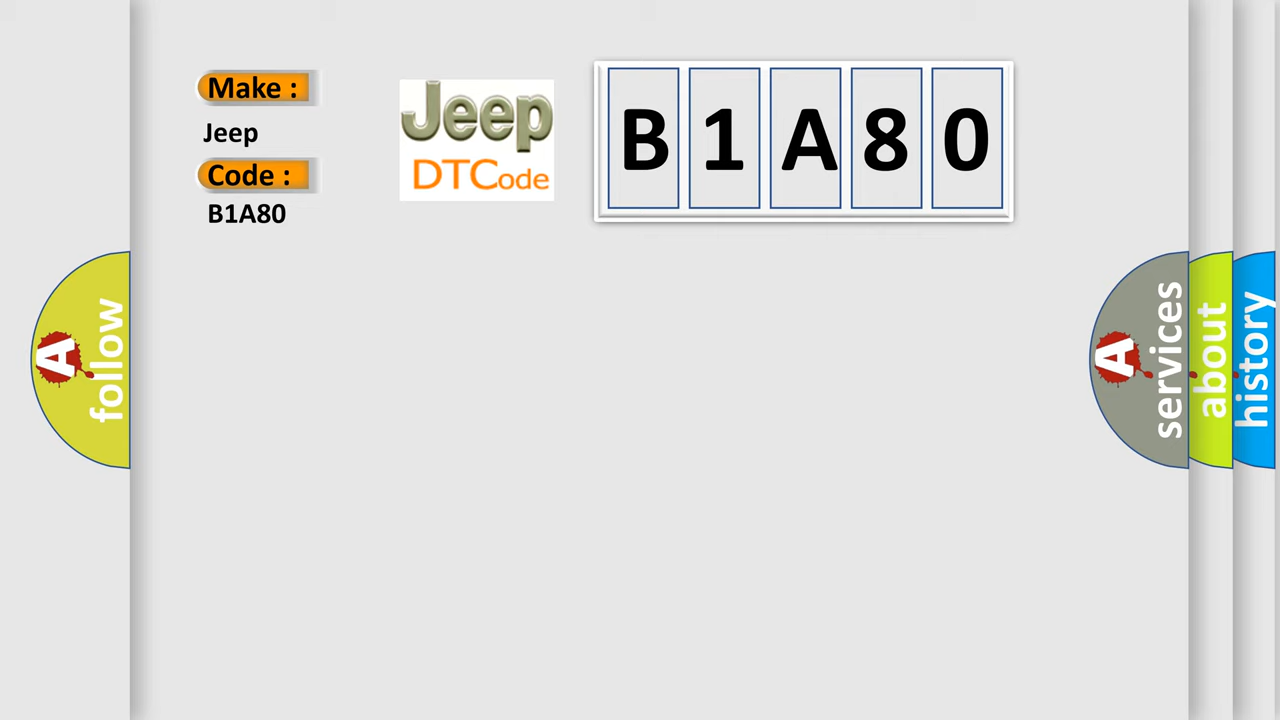 Make :
Jeep
Code :
B1A80
Jeep
DTCode
B 1 A 8 0
A follow
A services
about
history